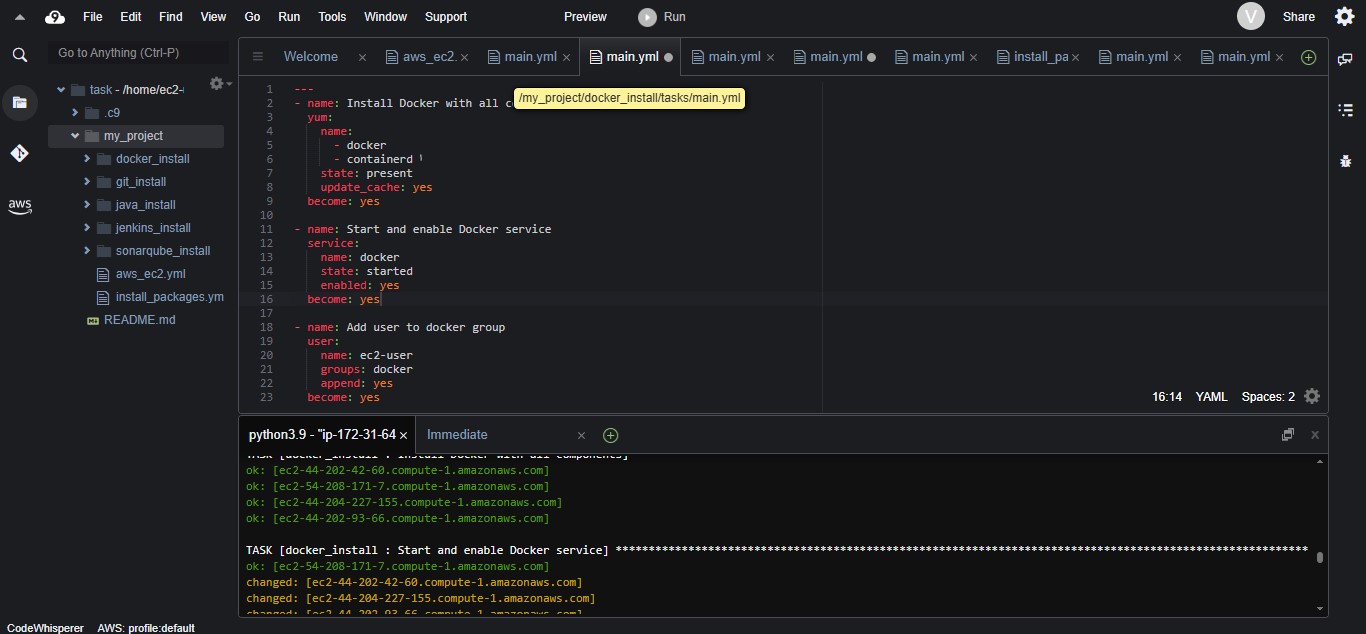 File Edit Find View Go Run Tools Window Support Preview Run V Share
Go to Anything (Ctrl-P)
task - /home/ec2-
.c9
my_project
docker_install
git_install
java_install
jenkins_install
sonarqube_install
aws_ec2.yml
install_packages.ym
README.md
aws
Welcome aws_ec2. main.yml main.yml main.yml main.yml main.yml install_pa main.yml main.yml
/my_project/docker_install/tasks/main.yml
1 ---
2 - name: Install Docker with all c
3 yum:
4 name:
5 - docker
6 - containerd
7 state: present
8 update_cache: yes
9 become: yes
10
11 - name: Start and enable Docker service
12 service:
13 name: docker
14 state: started
15 enabled: yes
16 become: yes
17
18 - name: Add user to docker group
19 user:
20 name: ec2-user
21 groups: docker
22 append: yes
23 become: yes
16:14 YAML Spaces: 2
python3.9 - "ip-172-31-64 Immediate
TASK [docker_install : Install Docker with all components]
ok: [ec2-44-202-42-60.compute-1.amazonaws.com]
ok: [ec2-54-208-171-7.compute-1.amazonaws.com]
ok: [ec2-44-204-227-155.compute-1.amazonaws.com]
ok: [ec2-44-202-93-66.compute-1.amazonaws.com]
TASK [docker_install : Start and enable Docker service] *********************************************************************************************************
ok: [ec2-54-208-171-7.compute-1.amazonaws.com]
changed: [ec2-44-202-42-60.compute-1.amazonaws.com]
changed: [ec2-44-204-227-155.compute-1.amazonaws.com]
changed: [ec2-44-202-93-66.compute-1.amazonaws.com]
CodeWhisperer AWS: profile:default